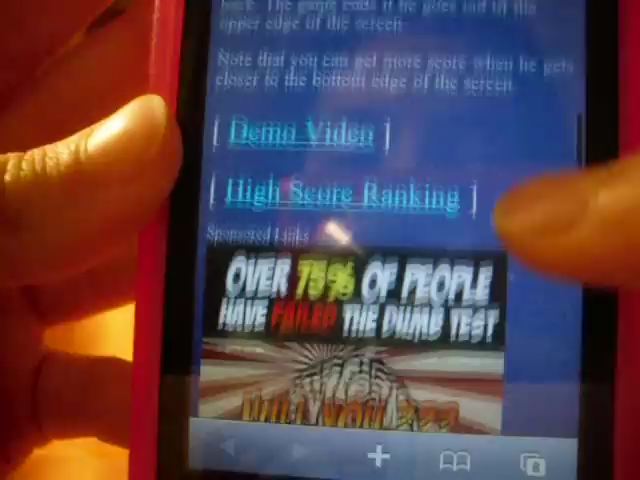 back. The game ends if he goes out of the
upper edge of the screen.
Note that you can get more score when he gets
closer to the bottom edge of the screen.
[ Demo Video ]
[ High Score Ranking ]
Sponsored Links
OVER 75% OF PEOPLE
HAVE FAILED THE DUMB TEST
WILL YOU ???